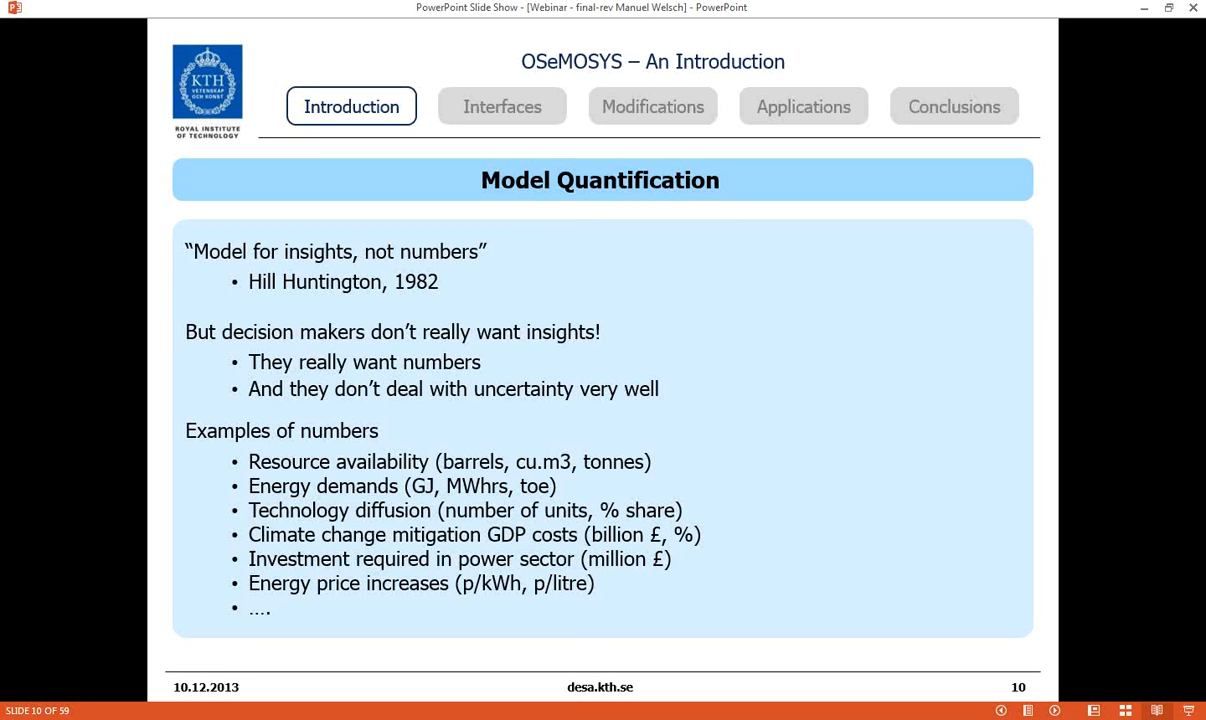 PowerPoint Slide Show - [Webinar - final-rev Manuel Welsch] - PowerPoint
KTH
VETENSKAP
OCH KONST
ROYAL INSTITUTE
OF TECHNOLOGY
OSeMOSYS – An Introduction
Introduction
Interfaces
Modifications
Applications
Conclusions
Model Quantification
“Model for insights, not numbers”
• Hill Huntington, 1982
But decision makers don’t really want insights!
• They really want numbers
• And they don’t deal with uncertainty very well
Examples of numbers
• Resource availability (barrels, cu.m3, tonnes)
• Energy demands (GJ, MWhrs, toe)
• Technology diffusion (number of units, % share)
• Climate change mitigation GDP costs (billion £, %)
• Investment required in power sector (million £)
• Energy price increases (p/kWh, p/litre)
• ….
10.12.2013
desa.kth.se
10
SLIDE 10 OF 59